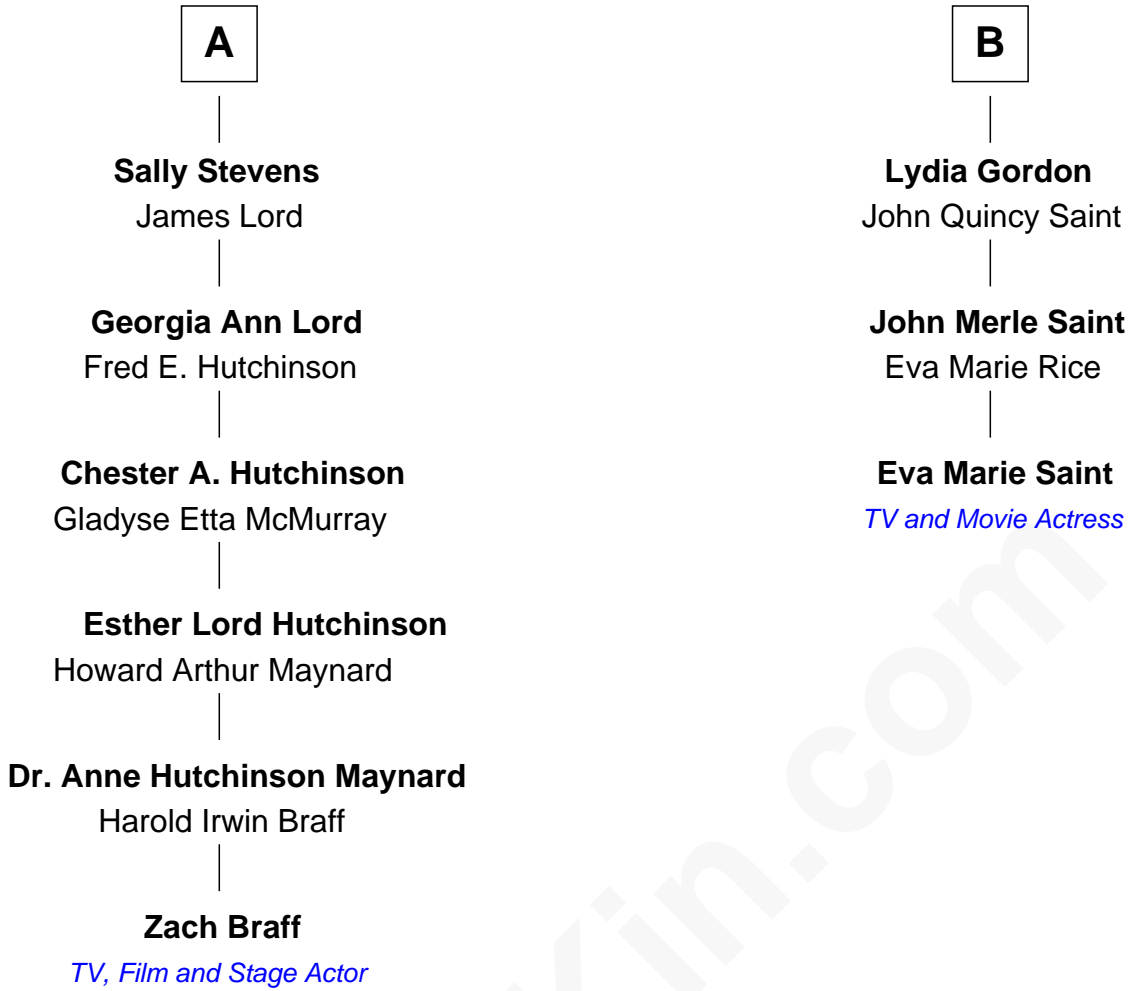 A
Sally Stevens
James Lord
Georgia Ann Lord
Fred E. Hutchinson
Chester A. Hutchinson
Gladyse Etta McMurray
Esther Lord Hutchinson
Howard Arthur Maynard
Dr. Anne Hutchinson Maynard
Harold Irwin Braff
Zach Braff
TV, Film and Stage Actor
B
Lydia Gordon
John Quincy Saint
John Merle Saint
Eva Marie Rice
Eva Marie Saint
TV and Movie Actress
Kin.com